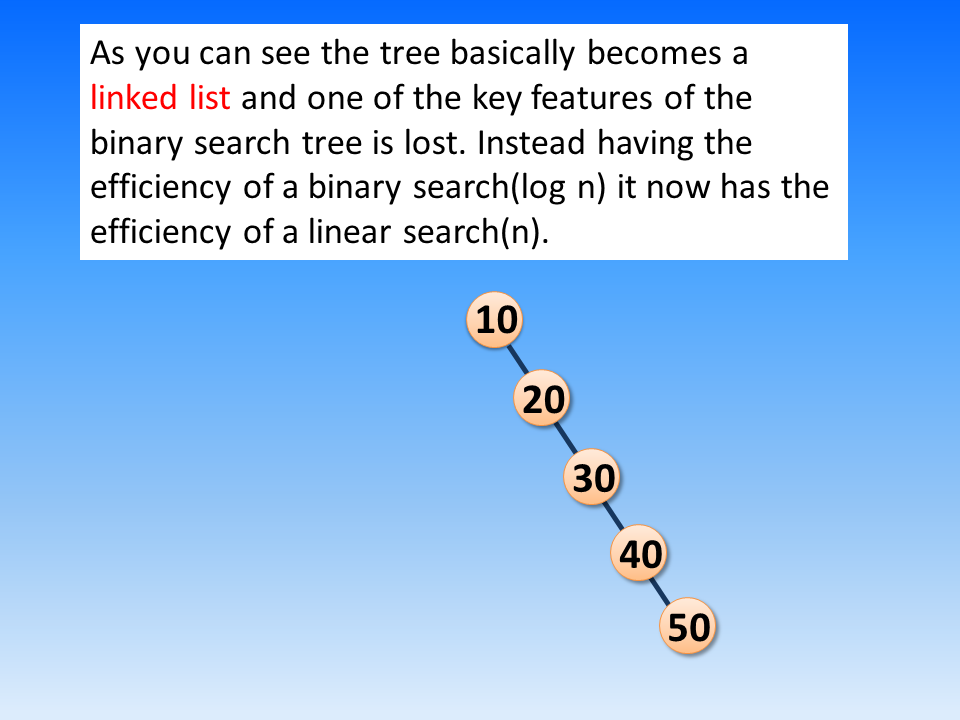 As you can see the tree basically becomes a
linked list and one of the key features of the
binary search tree is lost. Instead having the
efficiency of a binary search(log n) it now has the
efficiency of a linear search(n).
10
20
30
40
50